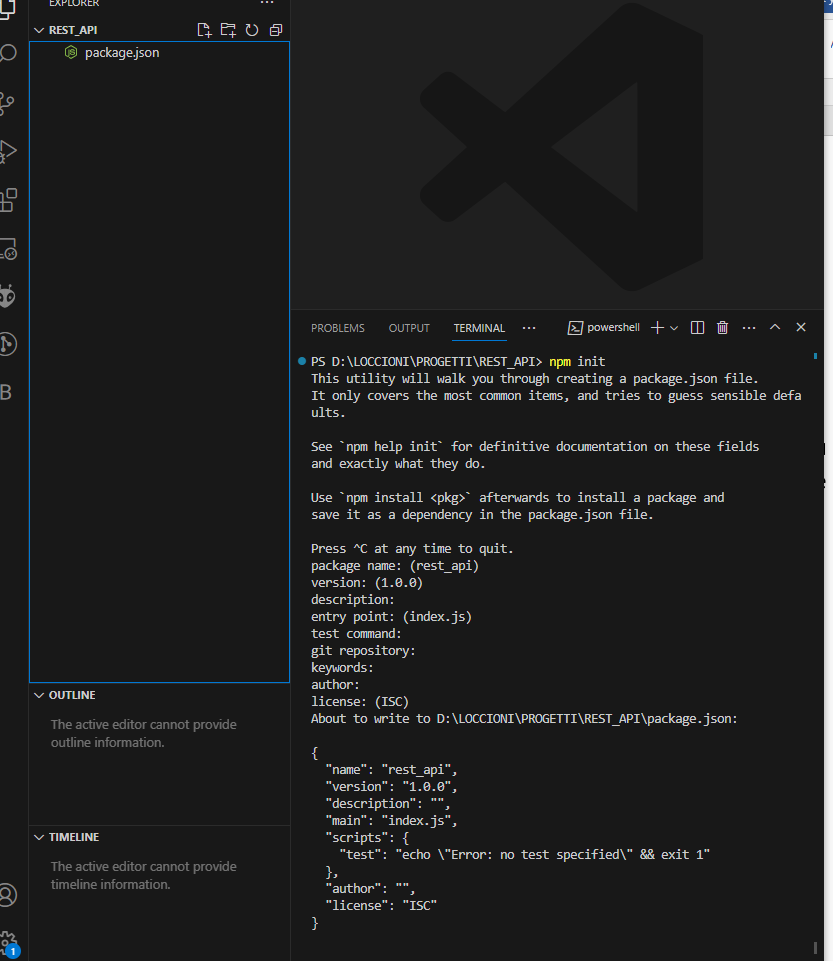 EXPLORER
REST_API
package.json
OUTLINE
The active editor cannot provide
outline information.
TIMELINE
The active editor cannot provide
timeline information.
1
PROBLEMS OUTPUT TERMINAL ··· powershell
PS D:\LOCCIONI\PROGETTI\REST_API> npm init
This utility will walk you through creating a package.json file.
It only covers the most common items, and tries to guess sensible defa
ults.
See `npm help init` for definitive documentation on these fields
and exactly what they do.
Use `npm install <pkg>` afterwards to install a package and
save it as a dependency in the package.json file.
Press ^C at any time to quit.
package name: (rest_api)
version: (1.0.0)
description:
entry point: (index.js)
test command:
git repository:
keywords:
author:
license: (ISC)
About to write to D:\LOCCIONI\PROGETTI\REST_API\package.json:
{
  "name": "rest_api",
  "version": "1.0.0",
  "description": "",
  "main": "index.js",
  "scripts": {
    "test": "echo \"Error: no test specified\" && exit 1"
  },
  "author": "",
  "license": "ISC"
}